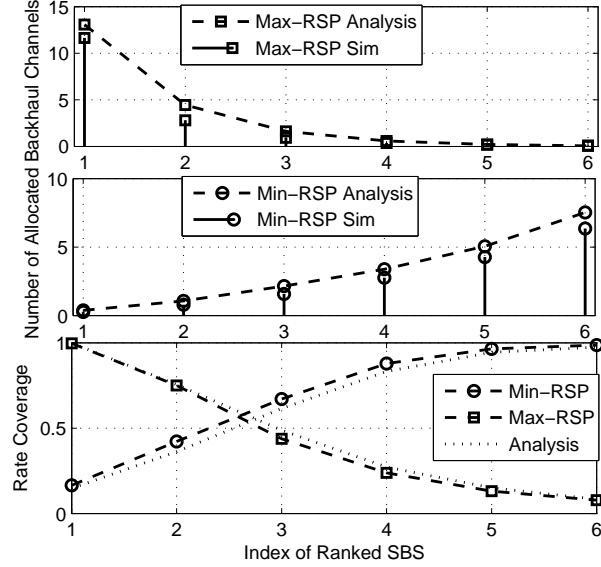 15
10
5
0
Max−RSP Analysis
Max−RSP Sim
1 2 3 4 5 6
Number of Allocated Backhaul Channels
10
5
0
Min−RSP Analysis
Min−RSP Sim
1 2 3 4 5 6
Rate Coverage
1
0.5
0
Min−RSP
Max−RSP
Analysis
1 2 3 4 5 6
Index of Ranked SBS